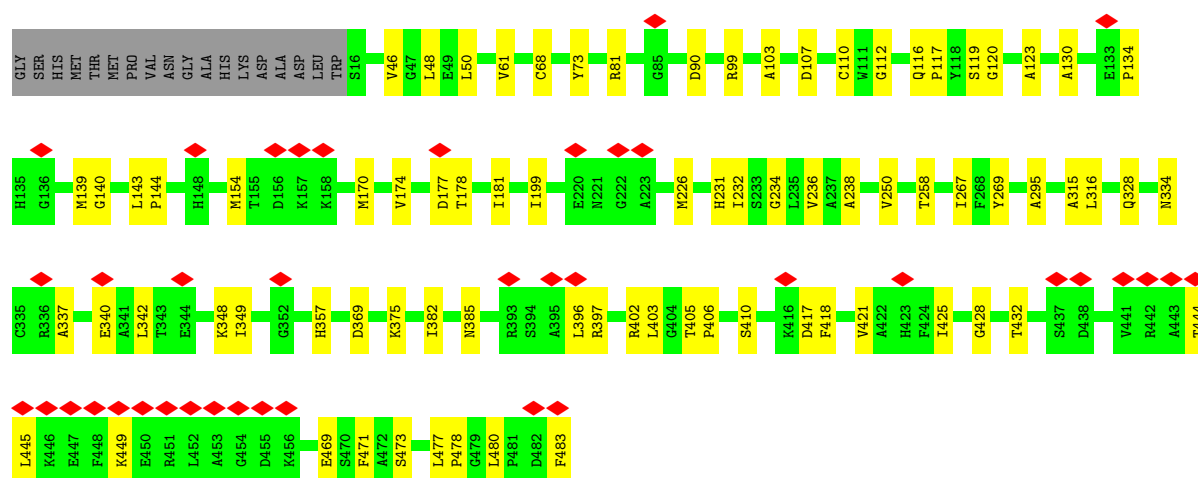 GLY SER HIS MET THR MET PRO VAL ASN GLY ALA HIS LYS ASP ALA ASP LEU TRP S16 V46 G47 L48 E49 L50 V61 C68 Y73 R81 G85 D90 R99 A103 D107 C110 W111 G112 Q116 P117 Y118 S119 G120 A123 A130 E133 P134
H135 G136 M139 G140 L143 P144 H148 M154 T155 D156 K157 K158 M170 V174 D177 T178 I181 I199 E220 N221 G222 A223 M226 H231 I232 S233 G234 L235 V236 A237 A238 V250 T258 I267 F268 Y269 A295 A315 L316 Q328 N334
C335 R336 A337 E340 A341 L342 T343 E344 K348 I349 G352 H357 D369 K375 I382 N385 R393 S394 A395 L396 R397 R402 L403 G404 T405 P406 S410 K416 D417 F418 V421 A422 H423 F424 I425 G428 T432 S437 D438 V441 R442 A443 T444
L445 K446 E447 F448 K449 E450 R451 L452 A453 G454 D455 K456 E469 S470 F471 A472 S473 L477 P478 G479 L480 P481 D482 F483